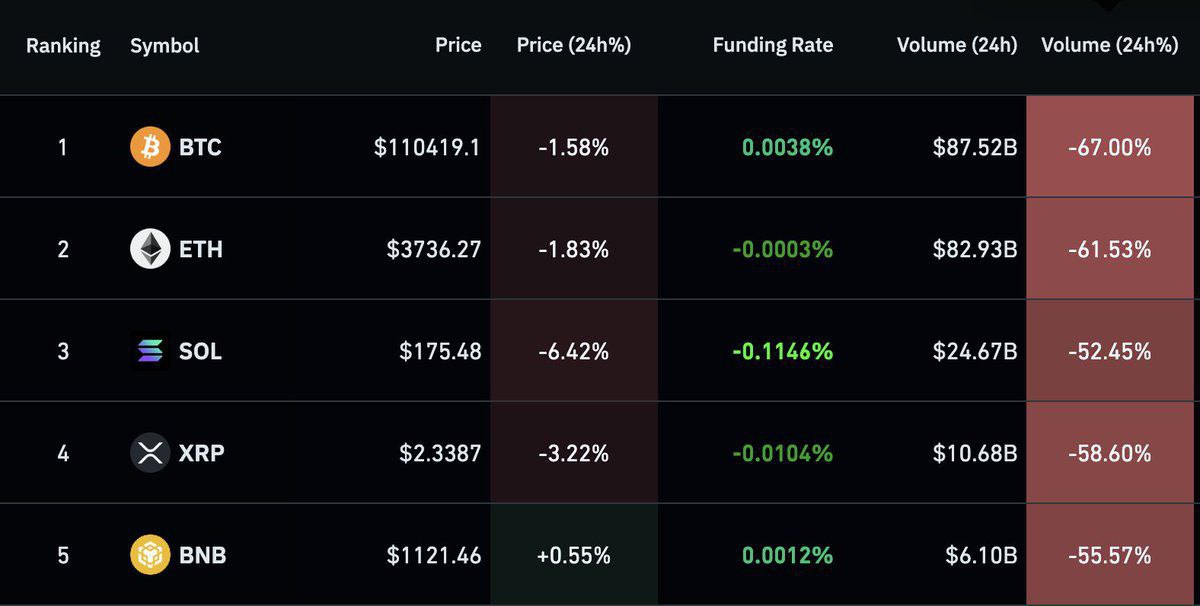 Ranking Symbol Price Price (24h%) Funding Rate Volume (24h) Volume (24h%)
1 BTC $110419.1 -1.58% 0.0038% $87.52B -67.00%
2 ETH $3736.27 -1.83% -0.0003% $82.93B -61.53%
3 SOL $175.48 -6.42% -0.1146% $24.67B -52.45%
4 XRP $2.3387 -3.22% -0.0104% $10.68B -58.60%
5 BNB $1121.46 +0.55% 0.0012% $6.10B -55.57%